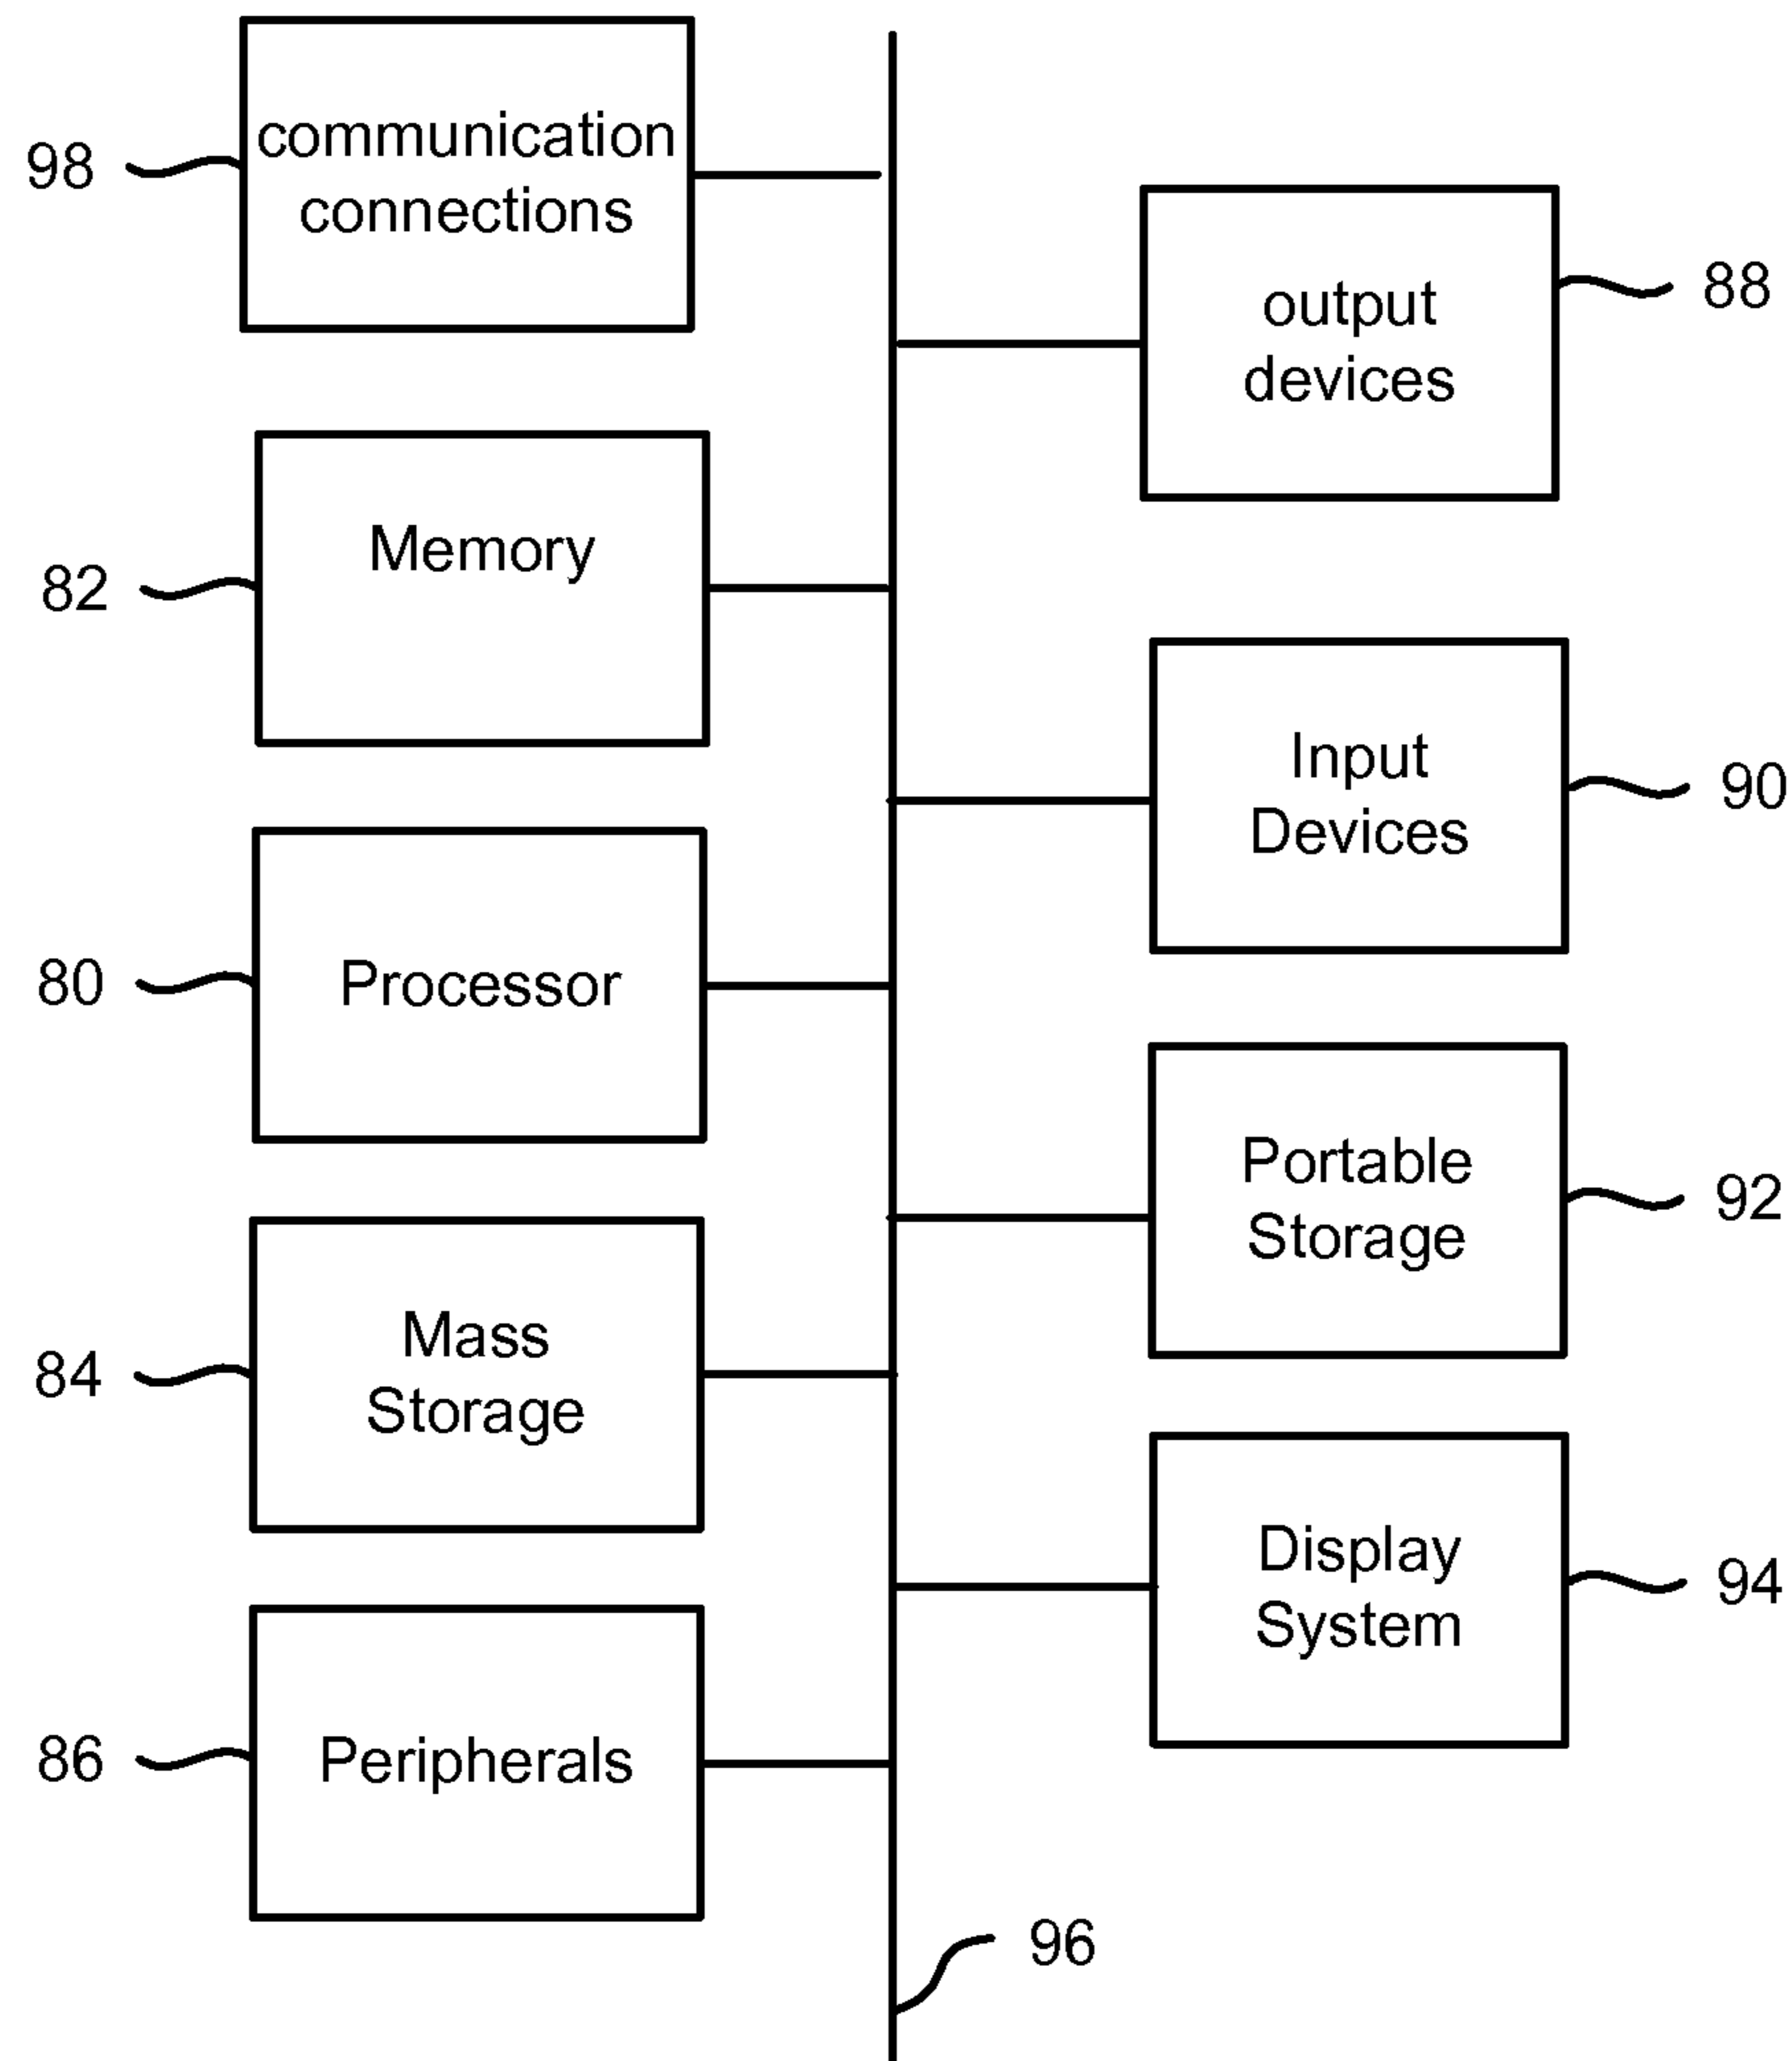 98
communication
connections
output
devices
88
82
Memory
Input
Devices
90
80
Processor
Portable
Storage
92
84
Mass
Storage
Display
System
94
86
Peripherals
96